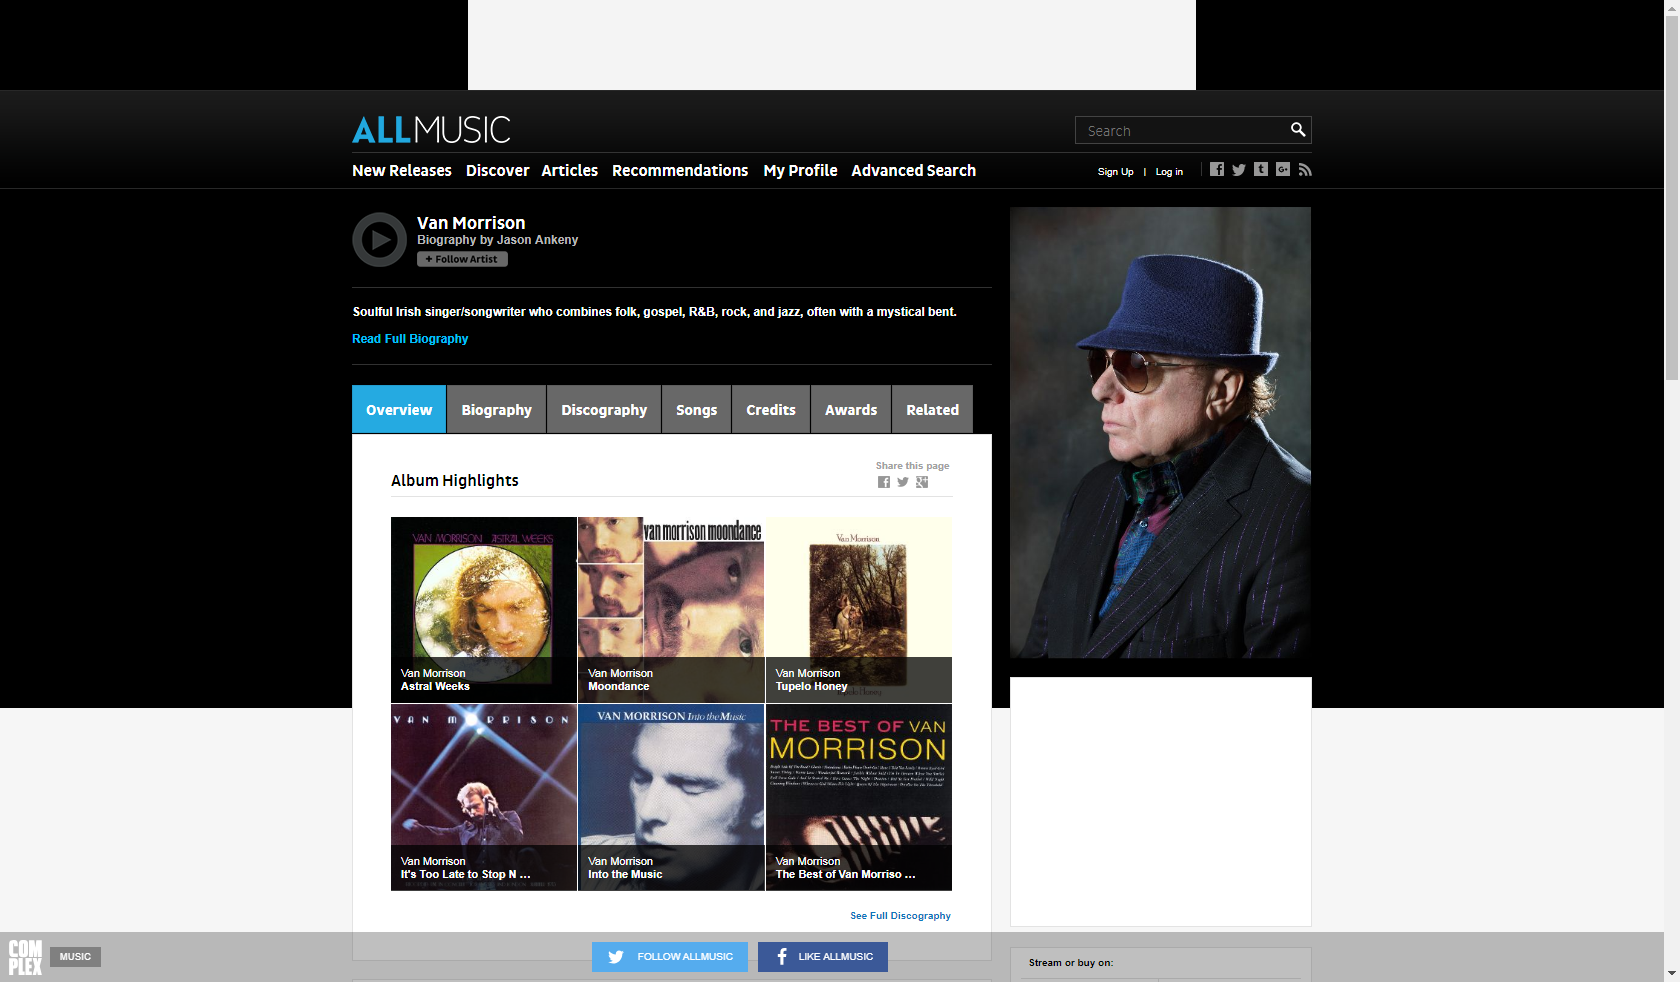 ALLMUSIC
Search
New Releases Discover Articles Recommendations My Profile Advanced Search
Sign Up | Log in
Van Morrison
Biography by Jason Ankeny
+ Follow Artist
Soulful Irish singer/songwriter who combines folk, gospel, R&B, rock, and jazz, often with a mystical bent.
Read Full Biography
Overview Biography Discography Songs Credits Awards Related
Share this page
Album Highlights
VAN MORRISON ASTRAL WEEKS
van morrison moondance
Van Morrison
Tupelo Honey
Van Morrison
Astral Weeks
Van Morrison
Moondance
Van Morrison
Tupelo Honey
VAN MORRISON
VAN MORRISON Into the Music
THE BEST OF VAN
MORRISON
Van Morrison
It's Too Late to Stop N ...
Van Morrison
Into the Music
Van Morrison
The Best of Van Morriso ...
See Full Discography
COM
PLEX
MUSIC
FOLLOW ALLMUSIC
LIKE ALLMUSIC
Stream or buy on: